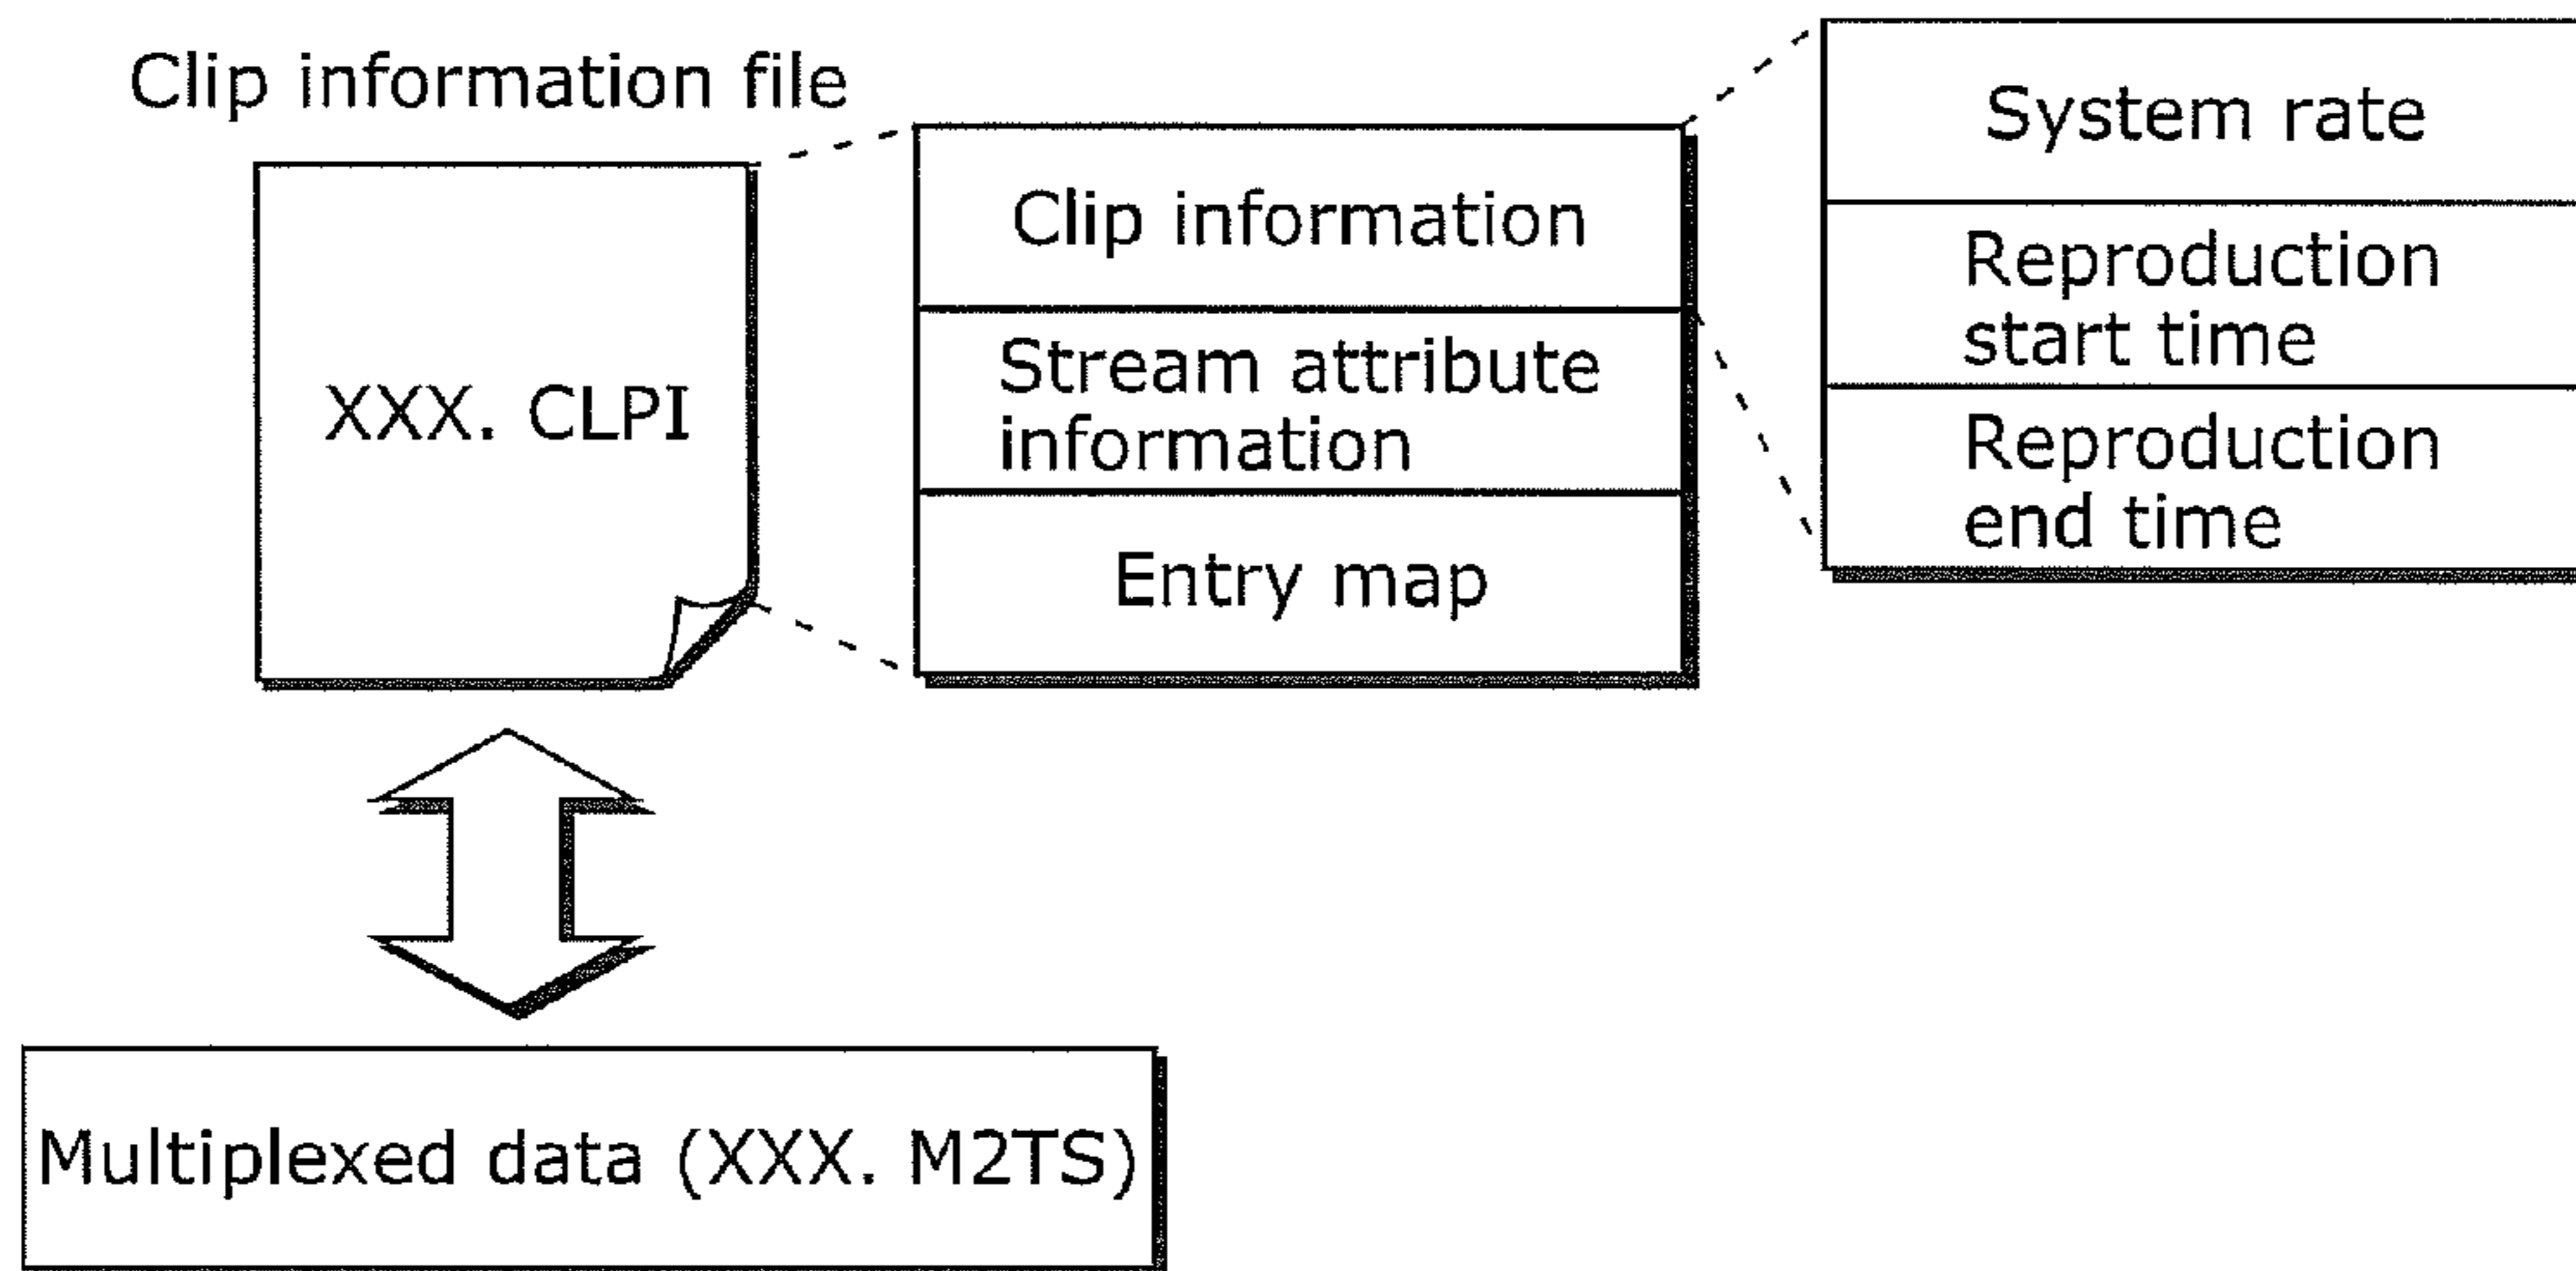 Clip information file
XXX. CLPI
Clip information
Stream attribute
information
Entry map
System rate
Reproduction
start time
Reproduction
end time
Multiplexed data (XXX. M2TS)